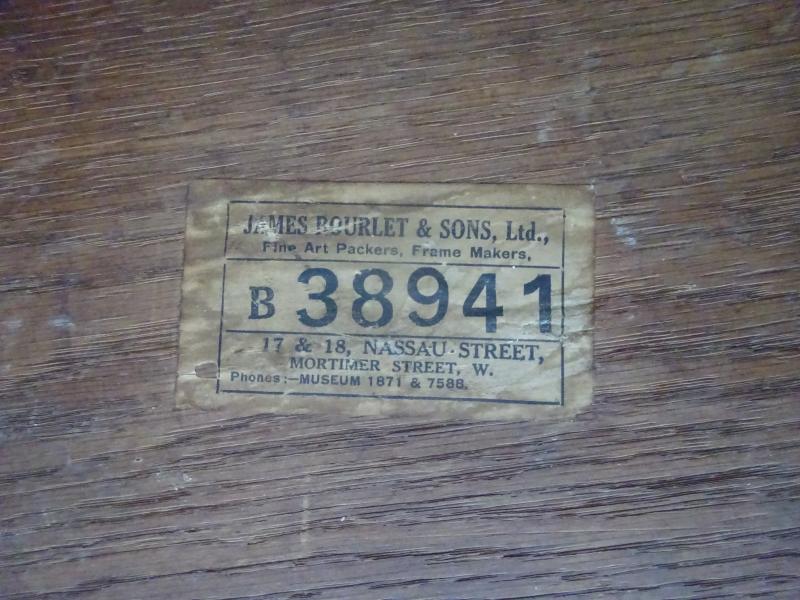 JAMES BOURLET & SONS, Ltd.,
Fine Art Packers, Frame Makers,
B 38941
17 & 18, NASSAU STREET,
MORTIMER STREET, W.
Phones :—MUSEUM 1871 & 7588.